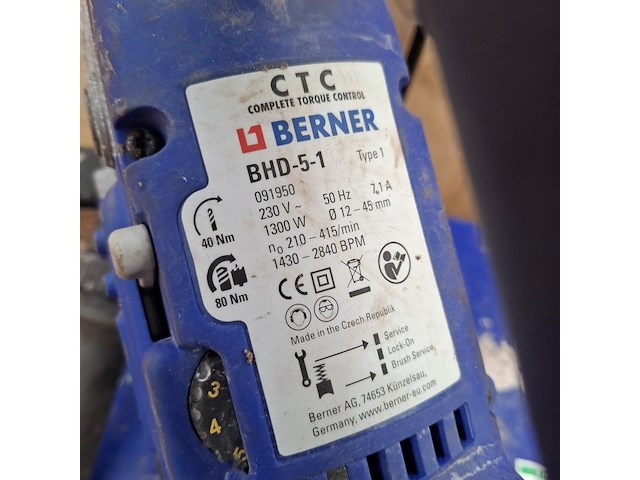 CTC
COMPLETE TORQUE CONTROL
BERNER
BHD-5-1 Type 1
091950
230 V ~ 50 Hz 7,1 A
1300 W Ø 12 - 45 mm
n0 210 - 415/min
1430 - 2840 BPM
40 Nm
80 Nm
CE
Made in the Czech Republik
Service
Lock-On
Brush Service
Berner AG, 74653 Künzelsau,
Germany, www.berner-eu.com
3
4
5